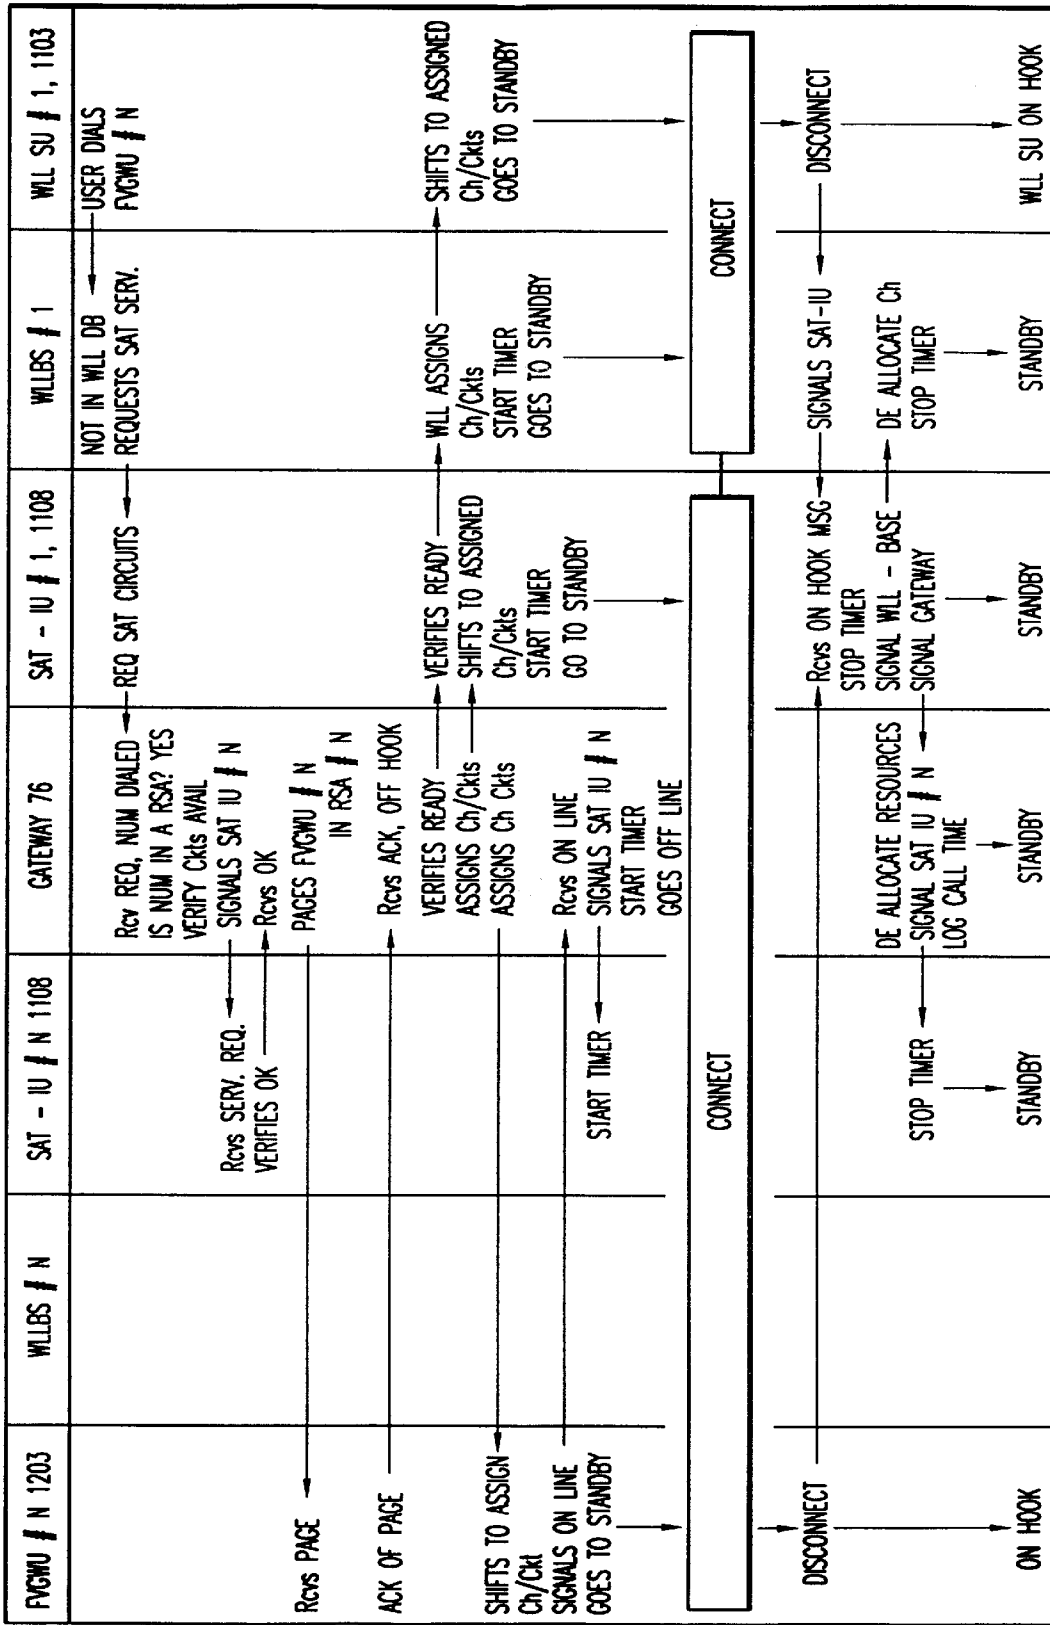 FVGWU # N 1203
WLLBS # N
SAT - IU # N 1108
GATEWAY 76
SAT - IU # 1, 1108
WLLBS # 1
WLL SU # 1, 1103
USER DIALS
FVGWU # N
NOT IN WLL DB
REQUESTS SAT SERV.
REQ SAT CIRCUITS
Rcv REQ, NUM DIALED
IS NUM IN A RSA? YES
VERIFY Ckts AVAIL
SIGNALS SAT IU # N
Rcvs SERV. REQ.
VERIFIES OK
Rcvs OK
PAGES FVGWU # N
IN RSA # N
Rcvs PAGE
ACK OF PAGE
Rcvs ACK, OFF HOOK
VERIFIES READY
ASSIGNS Ch/Ckts
ASSIGNS Ch Ckts
VERIFIES READY
SHIFTS TO ASSIGNED
Ch/Ckts
START TIMER
GO TO STANDBY
WLL ASSIGNS
Ch/Ckts
START TIMER
GOES TO STANDBY
SHIFTS TO ASSIGNED
Ch/Ckts
GOES TO STANDBY
SHIFTS TO ASSIGN
Ch/Ckt
SIGNALS ON LINE
GOES TO STANDBY
Rcvs ON LINE
SIGNALS SAT IU # N
START TIMER
GOES OFF LINE
START TIMER
CONNECT
CONNECT
DISCONNECT
DISCONNECT
SIGNALS SAT-IU
Rcvs ON HOOK MSG
STOP TIMER
SIGNAL WLL - BASE
SIGNAL GATEWAY
DE ALLOCATE Ch
STOP TIMER
DE ALLOCATE RESOURCES
SIGNAL SAT IU # N
LOG CALL TIME
STOP TIMER
ON HOOK
STANDBY
STANDBY
STANDBY
STANDBY
WLL SU ON HOOK